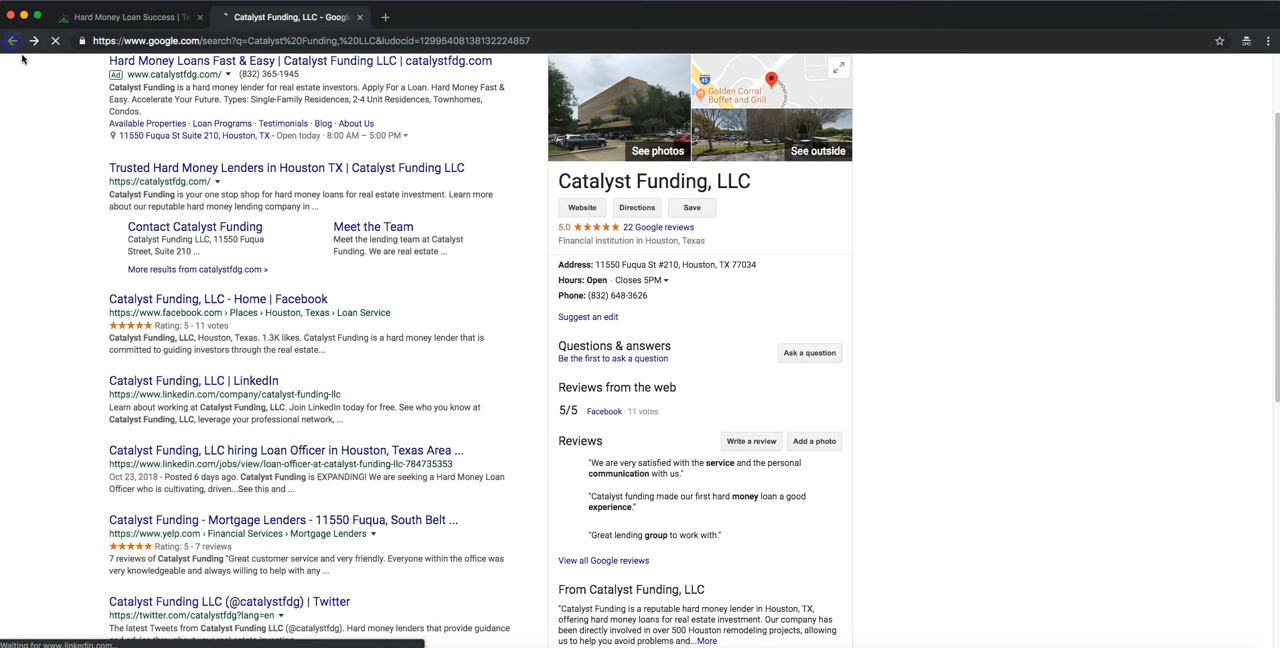 Hard Money Loan Success | Te
Catalyst Funding, LLC - Googl
https://www.google.com/search?q=Catalyst%20Funding,%20LLC&ludocid=12995408138132224857
Hard Money Loans Fast & Easy | Catalyst Funding LLC | catalystfdg.com
Ad www.catalystfdg.com/ (832) 365-1945
Catalyst Funding is a hard money lender for real estate investors. Apply For a Loan. Hard Money Fast &
Easy. Accelerate Your Future. Types: Single-Family Residences, 2-4 Unit Residences, Townhomes,
Condos.
Available Properties · Loan Programs · Testimonials · Blog · About Us
11550 Fuqua St Suite 210, Houston, TX - Open today · 8:00 AM – 5:00 PM
Trusted Hard Money Lenders in Houston TX | Catalyst Funding LLC
https://catalystfdg.com/
Catalyst Funding is your one stop shop for hard money loans for real estate investment. Learn more
about our reputable hard money lending company in ...
Contact Catalyst Funding
Catalyst Funding LLC, 11550 Fuqua
Street, Suite 210 ...
Meet the Team
Meet the lending team at Catalyst
Funding. We are real estate ...
More results from catalystfdg.com »
Catalyst Funding, LLC - Home | Facebook
https://www.facebook.com › Places › Houston, Texas › Loan Service
Rating: 5 - 11 votes
Catalyst Funding, LLC, Houston, Texas. 1.3K likes. Catalyst Funding is a hard money lender that is
committed to guiding investors through the real estate...
Catalyst Funding, LLC | LinkedIn
https://www.linkedin.com/company/catalyst-funding-llc
Learn about working at Catalyst Funding, LLC. Join LinkedIn today for free. See who you know at
Catalyst Funding, LLC, leverage your professional network, ...
Catalyst Funding, LLC hiring Loan Officer in Houston, Texas Area ...
https://www.linkedin.com/jobs/view/loan-officer-at-catalyst-funding-llc-784735353
Oct 23, 2018 - Posted 6 days ago. Catalyst Funding is EXPANDING! We are seeking a Hard Money Loan
Officer who is cultivating, driven...See this and ...
Catalyst Funding - Mortgage Lenders - 11550 Fuqua, South Belt ...
https://www.yelp.com › Financial Services › Mortgage Lenders
Rating: 5 - 7 reviews
7 reviews of Catalyst Funding "Great customer service and very friendly. Everyone within the office was
very knowledgeable and always willing to help with any ...
Catalyst Funding LLC (@catalystfdg) | Twitter
https://twitter.com/catalystfdg?lang=en
The latest Tweets from Catalyst Funding LLC (@catalystfdg). Hard money lenders that provide guidance
Waiting for www.linkedin.com...
See photos
45
Golden Corral
Buffet and Grill
See outside
Catalyst Funding, LLC
Website
Directions
Save
5.0 22 Google reviews
Financial institution in Houston, Texas
Address: 11550 Fuqua St #210, Houston, TX 77034
Hours: Open · Closes 5PM
Phone: (832) 648-3626
Suggest an edit
Questions & answers
Be the first to ask a question
Ask a question
Reviews from the web
5/5 Facebook · 11 votes
Reviews
Write a review
Add a photo
"We are very satisfied with the service and the personal
communication with us."
"Catalyst funding made our first hard money loan a good
experience."
"Great lending group to work with."
View all Google reviews
From Catalyst Funding, LLC
"Catalyst Funding is a reputable hard money lender in Houston, TX,
offering hard money loans for real estate investment. Our company has
been directly involved in over 500 Houston remodeling projects, allowing
us to help you avoid problems and...More